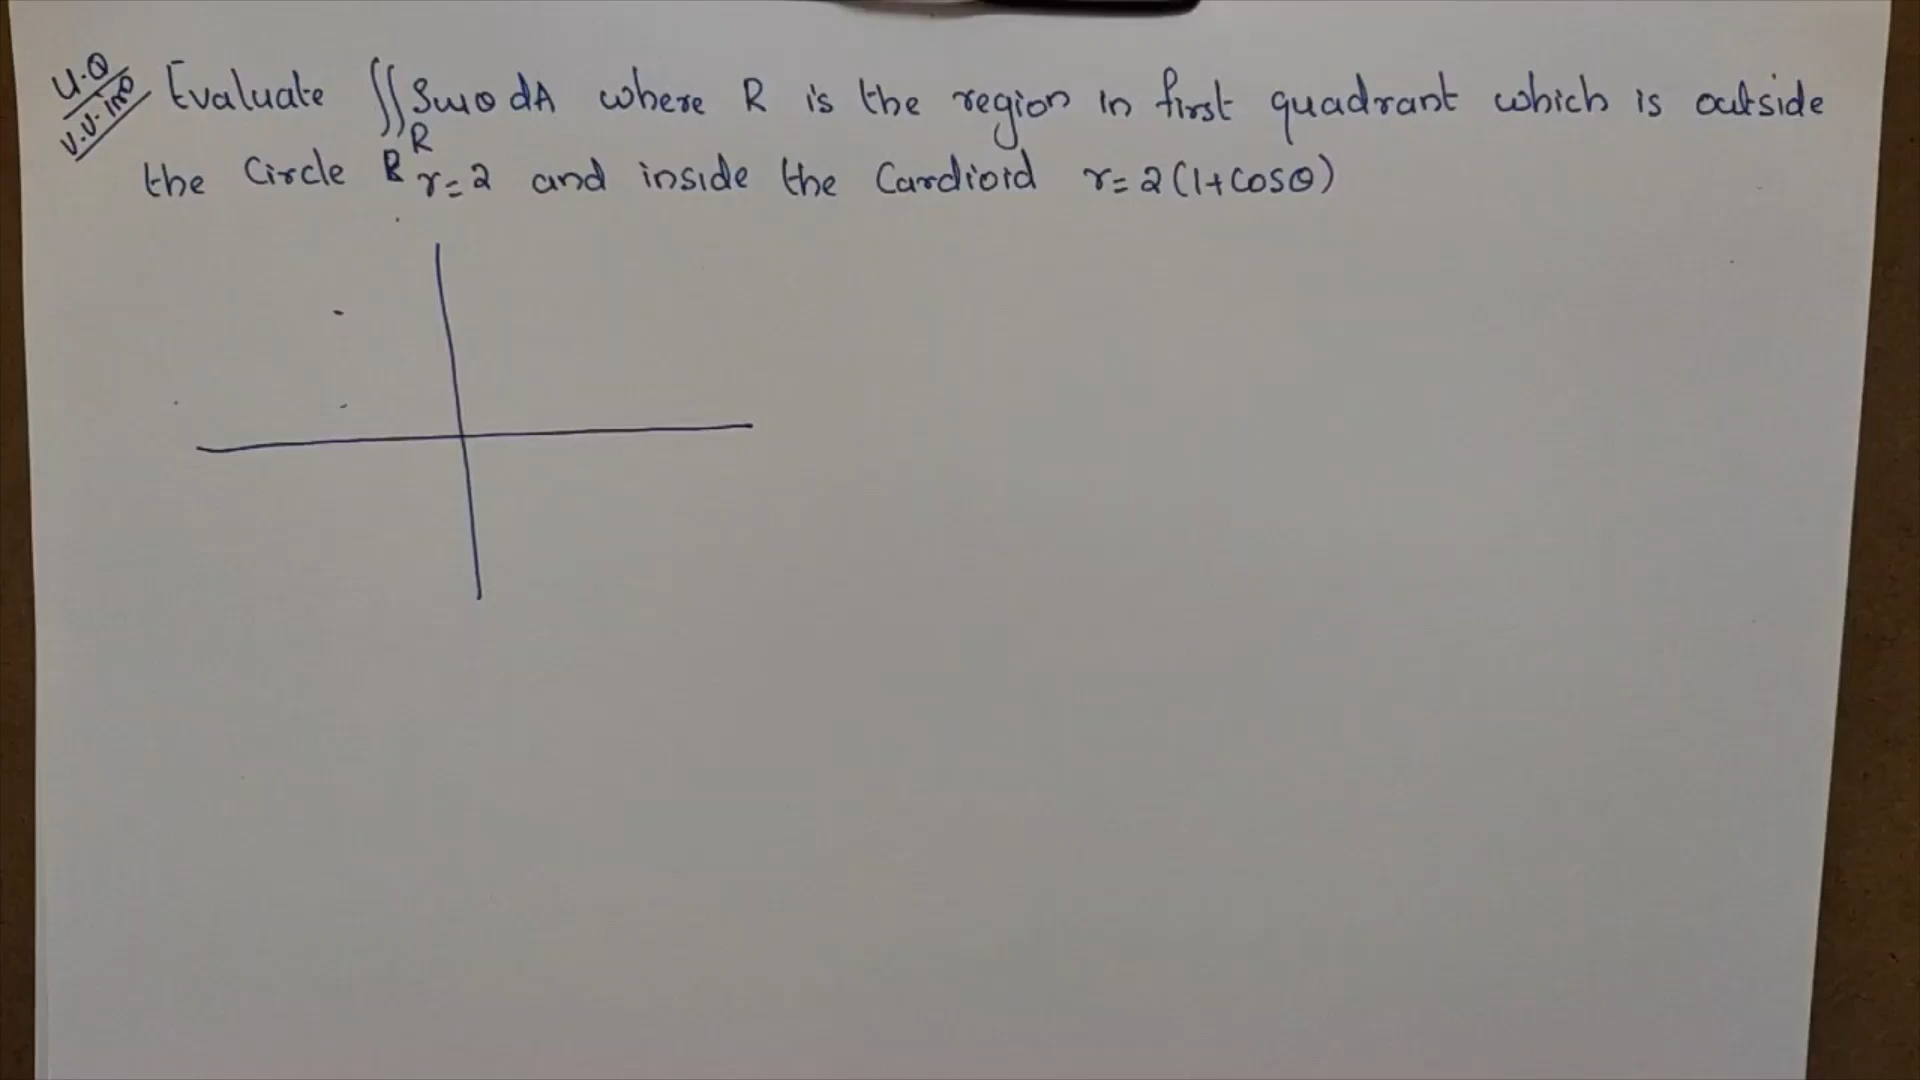 U.Q
V.V.Imp
Evaluate ∬_R Sinθ dA where R is the region in first quadrant which is outside
the Circle R r=2 and inside the Cardioid r=2(1+cosθ)